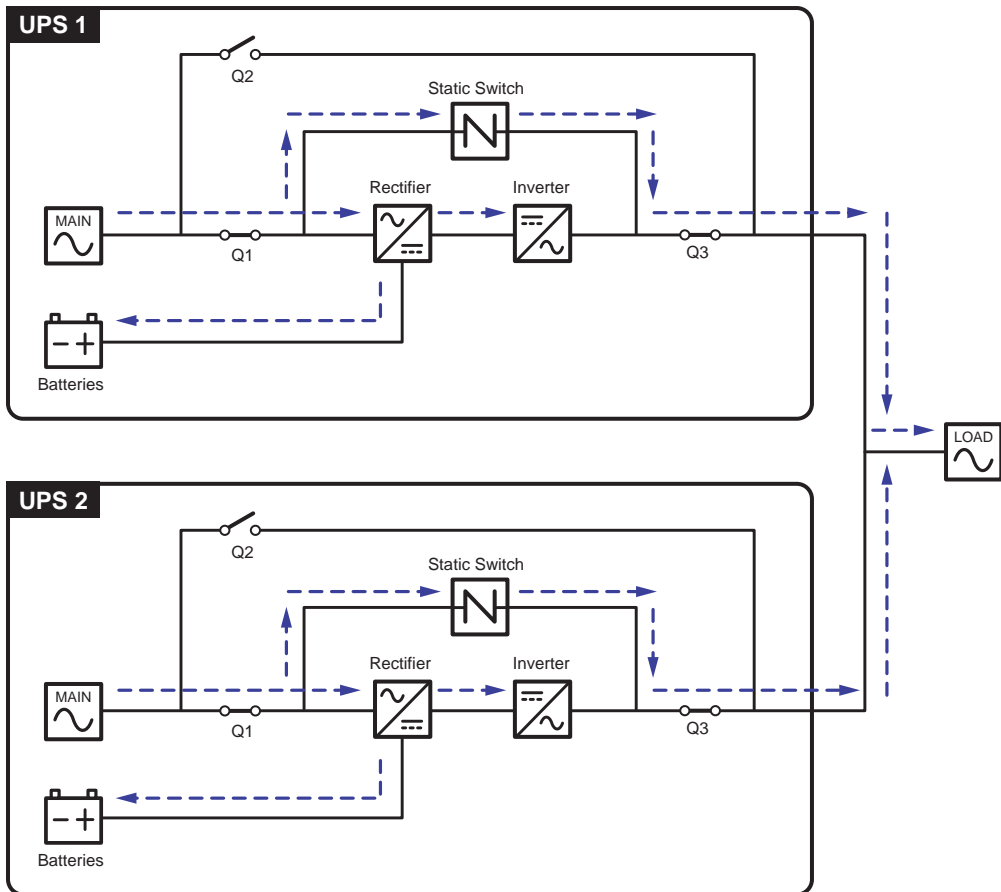 UPS 1
Q2
Static Switch
Rectifier
Inverter
MAIN
Q1
Q3
Batteries
LOAD
UPS 2
Q2
Static Switch
Rectifier
Inverter
MAIN
Q1
Q3
Batteries